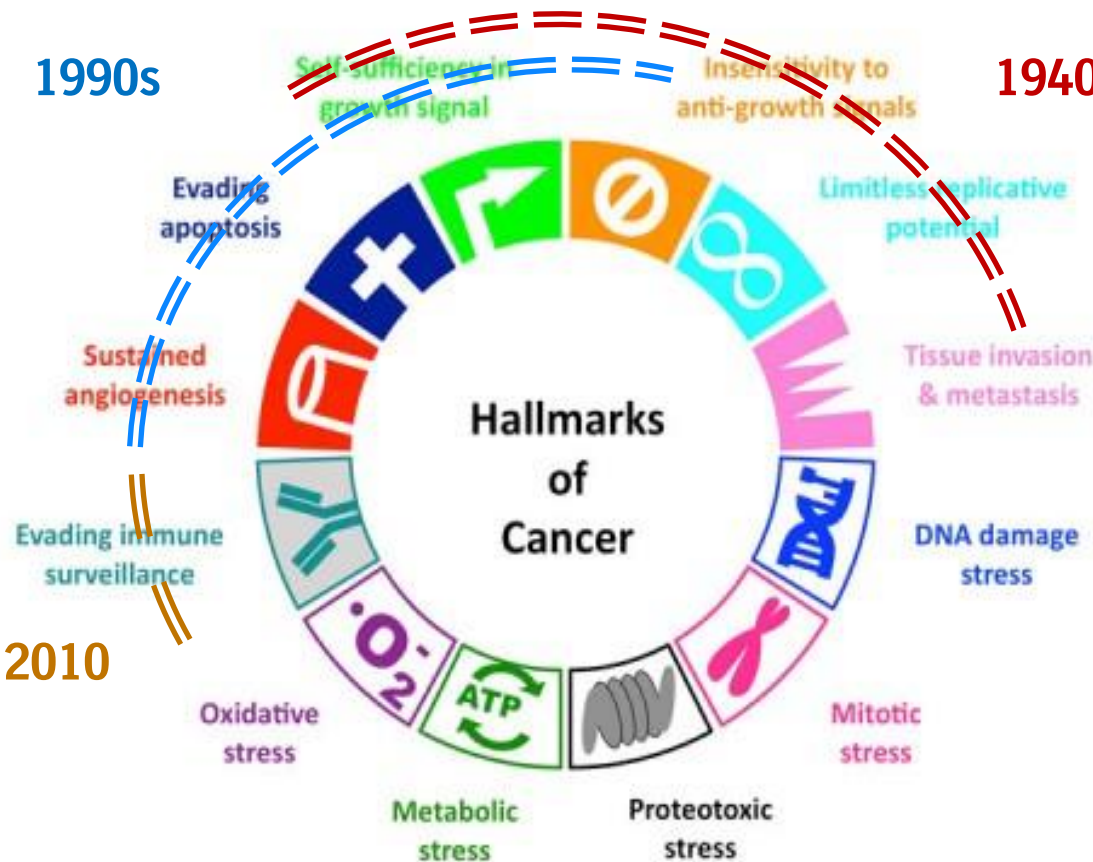 1990s
1940
Self-sufficiency in
growth signal
Insensitivity to
anti-growth signals
Evading
apoptosis
Limitless replicative
potential
Sustained
angiogenesis
Tissue invasion
& metastasis
Hallmarks
of
Cancer
Evading immune
surveillance
DNA damage
stress
2010
O2-
ATP
Oxidative
stress
Mitotic
stress
Metabolic
stress
Proteotoxic
stress